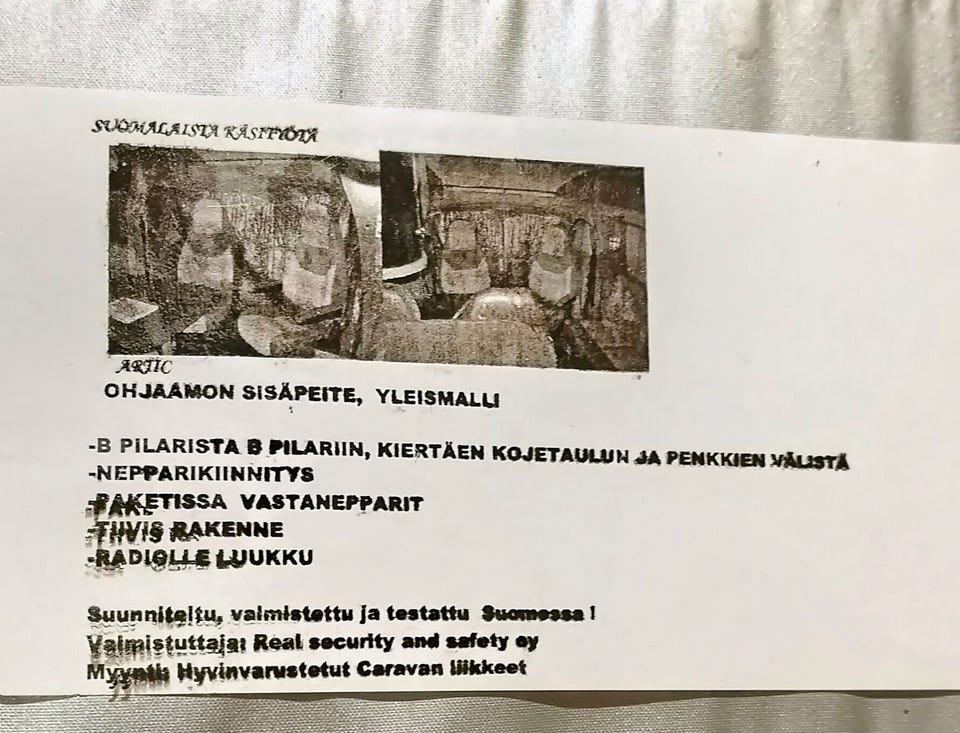 SUOMALAISTA KÄSITYÖTÄ
ARTIC
OHJAAMON SISÄPEITE, YLEISMALLI
-B PILARISTA B PILARIIN, KIERTÄEN KOJETAULUN JA PENKKIEN VÄLISTÄ
-NEPPARIKIINNITYS
-PAKETISSA VASTANEPPARIT
-TIIVIS RAKENNE
-RADIOLLE LUUKKU
Suunniteltu, valmistettu ja testattu Suomessa !
Valmistuttaja: Real security and safety oy
Myynti: Hyvinvarustetut Caravan liikkeet